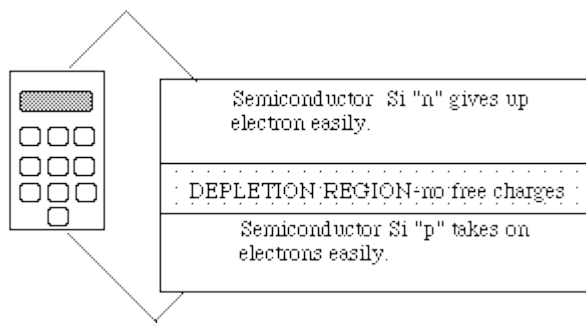 Semiconductor Si "n" gives up
electron easily.
DEPLETION REGION-no free charges
Semiconductor Si "p" takes on
electrons easily.